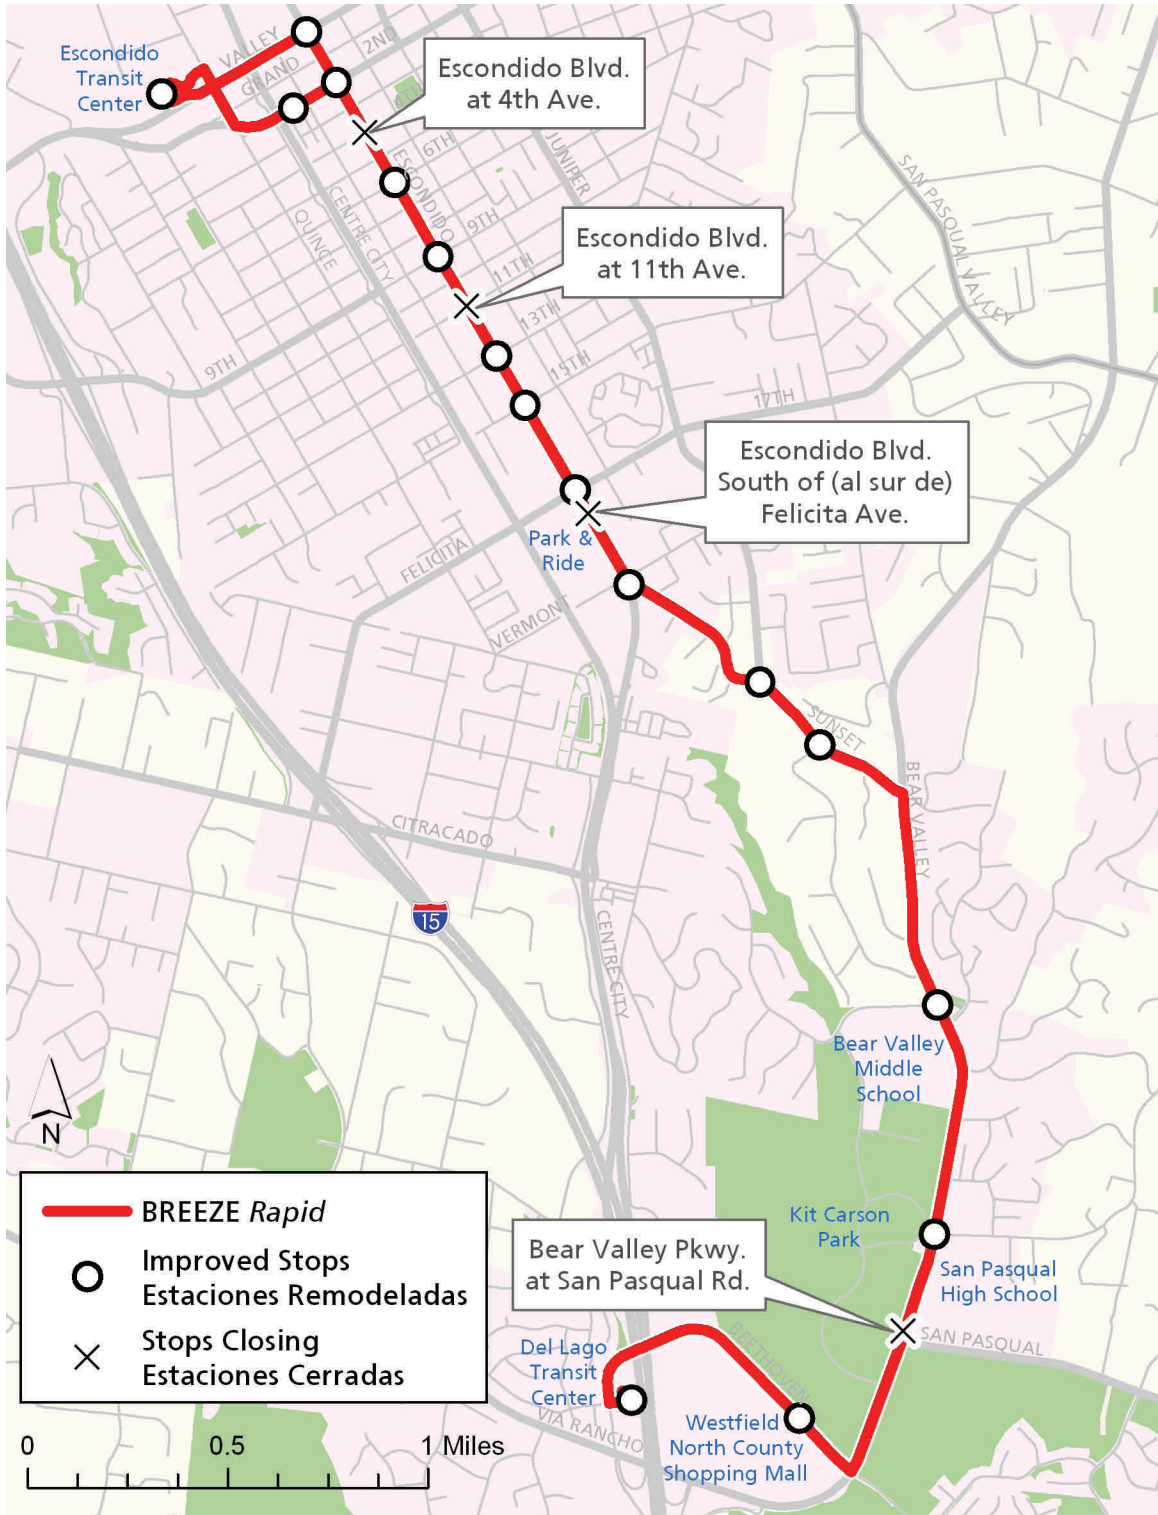 Escondido
Transit
Center
VALLEY
GRAND
2ND
Escondido Blvd.
at 4th Ave.
4TH
6TH
ESCONDIDO
JUNIPER
SAN PASQUAL VALLEY
CENTRE CITY
QUINCE
9TH
Escondido Blvd.
at 11th Ave.
11TH
13TH
15TH
9TH
17TH
Escondido Blvd.
South of (al sur de)
Felicita Ave.
Park &
Ride
FELICITA
VERMONT
SUNSET
BEAR VALLEY
CITRACADO
15
CENTRE CITY
Bear Valley
Middle
School
N
Kit Carson
Park
San Pasqual
High School
Bear Valley Pkwy.
at San Pasqual Rd.
SAN PASQUAL
BEETHOVEN
Del Lago
Transit
Center
VIA RANCHO
Westfield
North County
Shopping Mall
BREEZE Rapid
Improved Stops
Estaciones Remodeladas
Stops Closing
Estaciones Cerradas
0 0.5 1 Miles